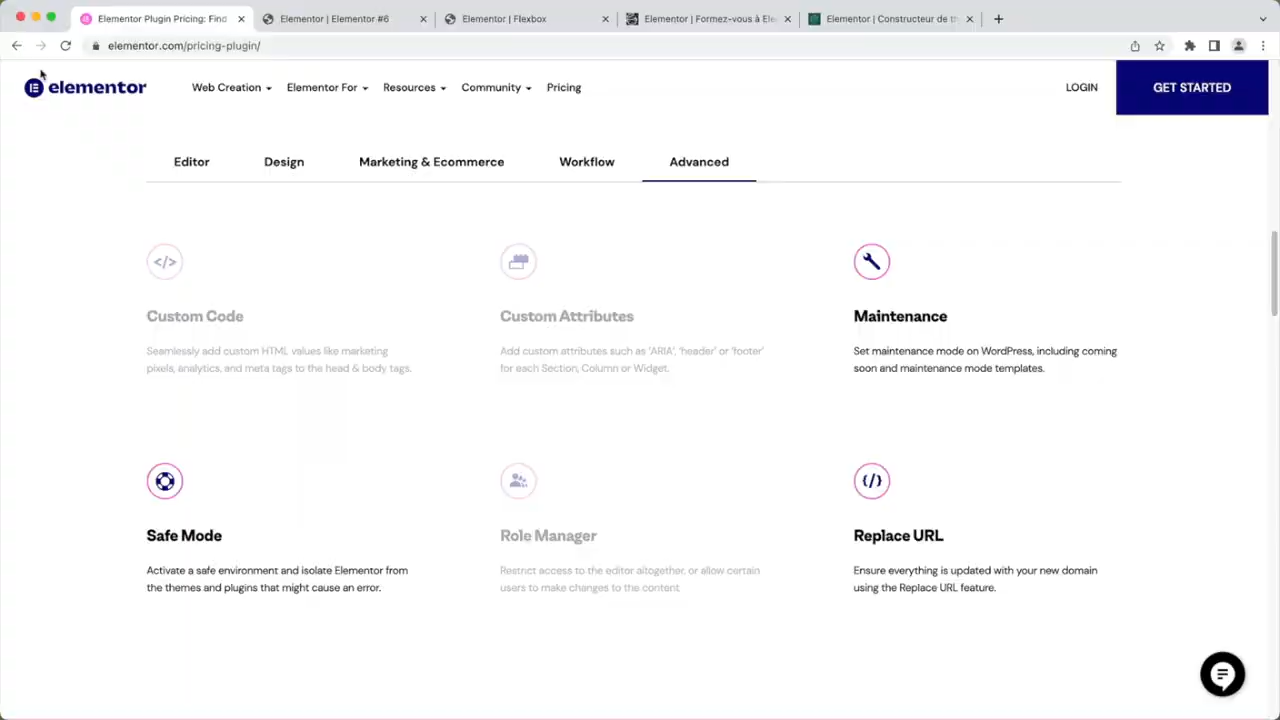 Elementor Plugin Pricing: Find
Elementor | Elementor #6
Elementor | Flexbox
Elementor | Formez-vous à Ele
Elementor | Constructeur de th
elementor.com/pricing-plugin/
elementor
Web Creation
Elementor For
Resources
Community
Pricing
LOGIN
GET STARTED
Editor
Design
Marketing & Ecommerce
Workflow
Advanced
Custom Code
Seamlessly add custom HTML values like marketing
pixels, analytics, and meta tags to the head & body tags.
Custom Attributes
Add custom attributes such as 'ARIA', 'header' or 'footer'
for each Section, Column or Widget.
Maintenance
Set maintenance mode on WordPress, including coming
soon and maintenance mode templates.
Safe Mode
Activate a safe environment and isolate Elementor from
the themes and plugins that might cause an error.
Role Manager
Restrict access to the editor altogether, or allow certain
users to make changes to the content
Replace URL
Ensure everything is updated with your new domain
using the Replace URL feature.